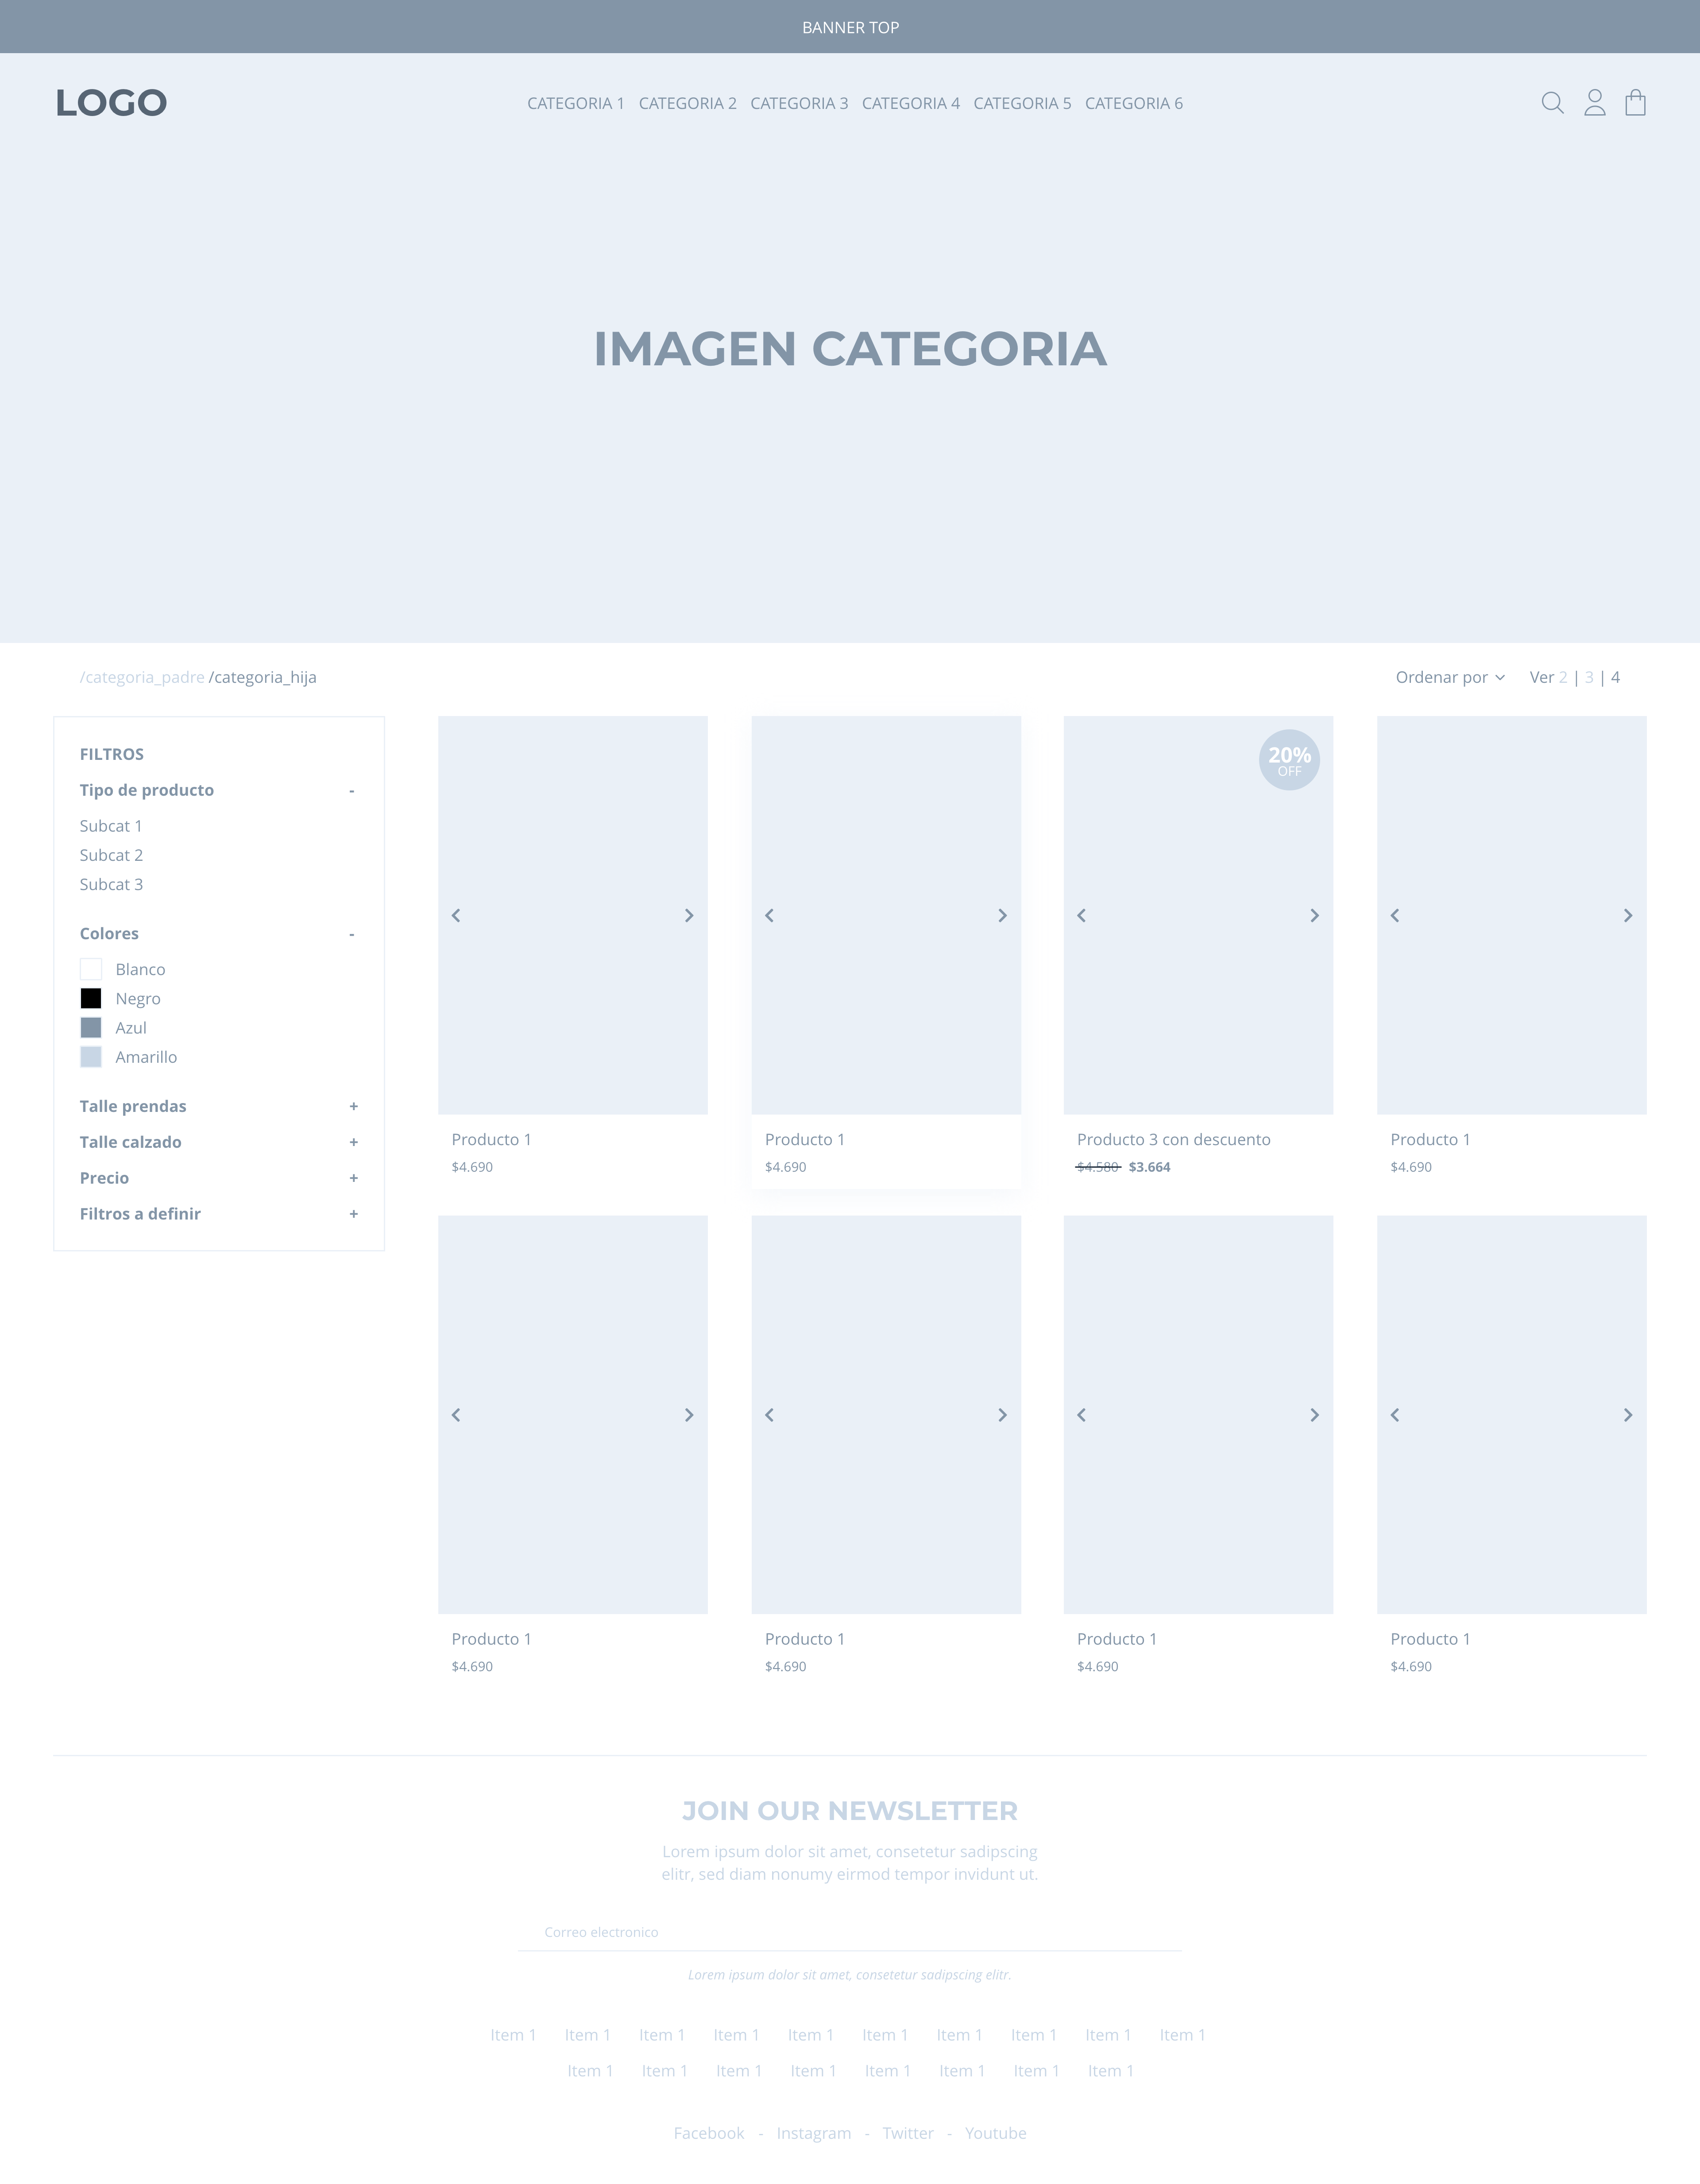 BANNER TOP
LOGO
CATEGORIA 1 CATEGORIA 2 CATEGORIA 3 CATEGORIA 4 CATEGORIA 5 CATEGORIA 6
IMAGEN CATEGORIA
/categoria_padre /categoria_hija
Ordenar por Ver 2 | 3 | 4
FILTROS
Tipo de producto -
Subcat 1
Subcat 2
Subcat 3
Colores -
Blanco
Negro
Azul
Amarillo
Talle prendas +
Talle calzado +
Precio +
Filtros a definir +
20%
OFF
Producto 1 Producto 1 Producto 3 con descuento Producto 1
$4.690 $4.690 $4.580 $3.664 $4.690
Producto 1 Producto 1 Producto 1 Producto 1
$4.690 $4.690 $4.690 $4.690
JOIN OUR NEWSLETTER
Lorem ipsum dolor sit amet, consetetur sadipscing
elitr, sed diam nonumy eirmod tempor invidunt ut.
Correo electronico
Lorem ipsum dolor sit amet, consetetur sadipscing elitr.
Item 1 Item 1 Item 1 Item 1 Item 1 Item 1 Item 1 Item 1 Item 1 Item 1
Item 1 Item 1 Item 1 Item 1 Item 1 Item 1 Item 1 Item 1
Facebook - Instagram - Twitter - Youtube